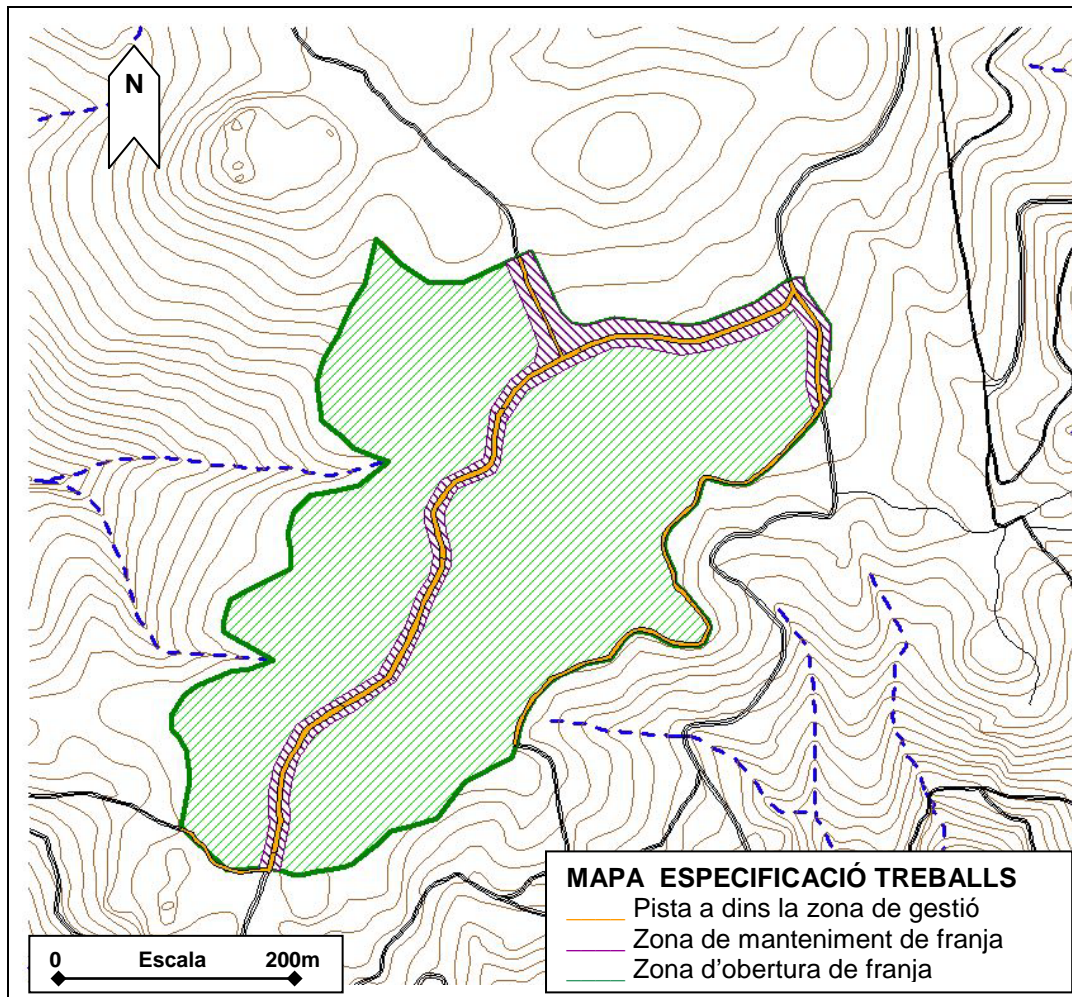 N
MAPA ESPECIFICACIÓ TREBALLS
Pista a dins la zona de gestió
Zona de manteniment de franja
Zona d'obertura de franja
0 Escala 200m